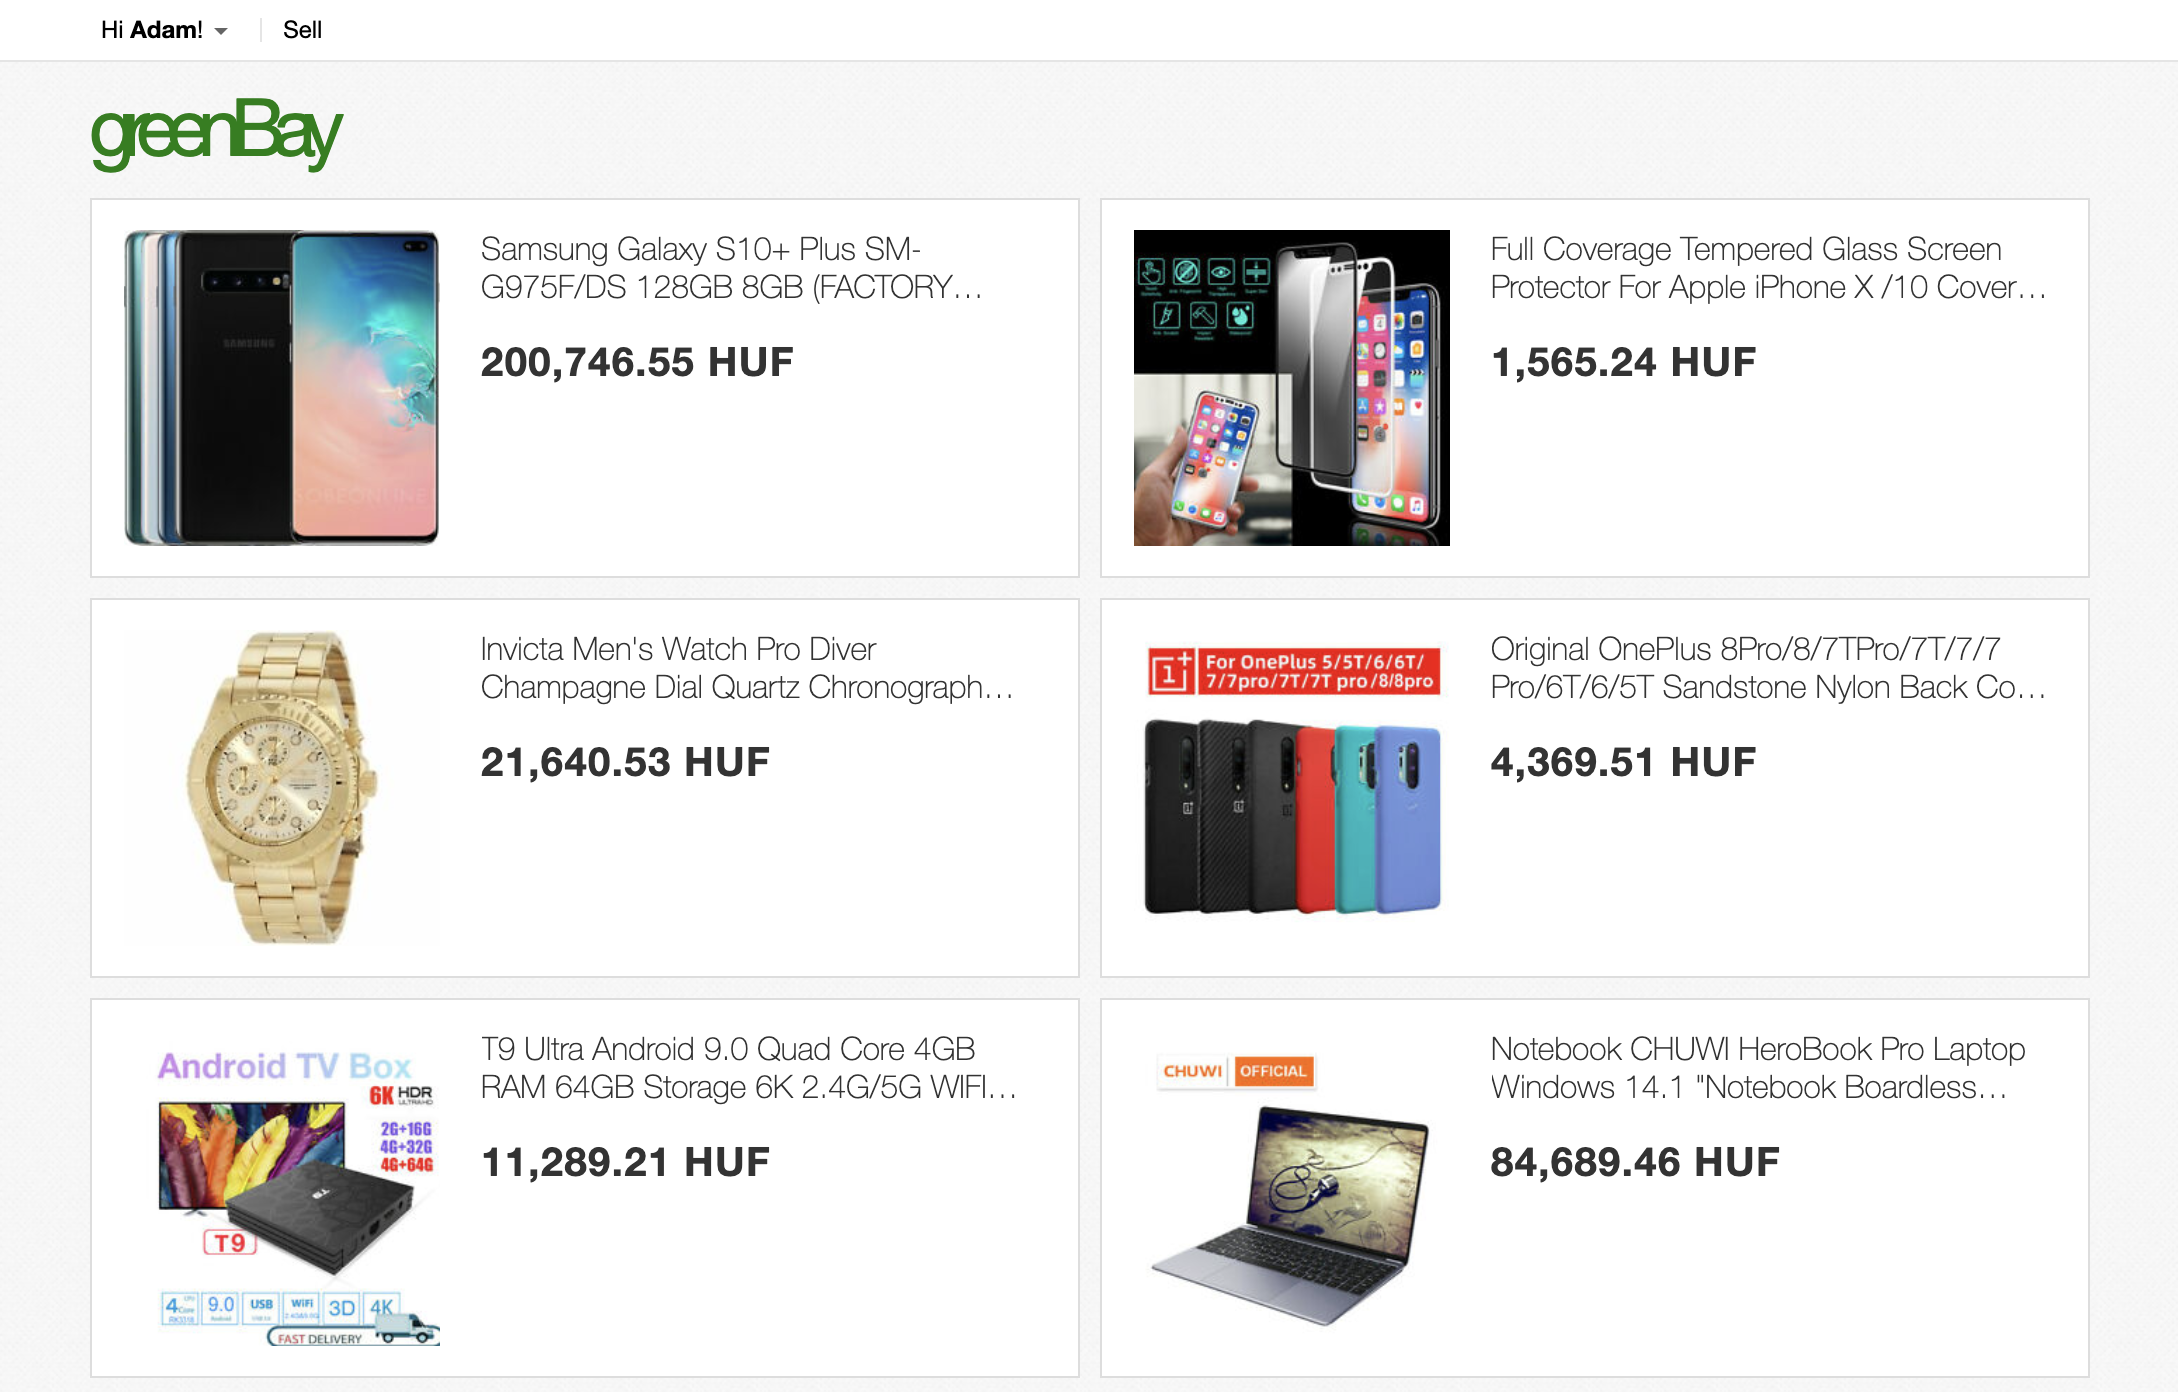 Hi Adam!
Sell
greenBay
SAMSUNG
Samsung Galaxy S10+ Plus SM-
G975F/DS 128GB 8GB (FACTORY…
200,746.55 HUF
Full Coverage Tempered Glass Screen
Protector For Apple iPhone X /10 Cover…
1,565.24 HUF
Invicta Men's Watch Pro Diver
Champagne Dial Quartz Chronograph…
21,640.53 HUF
For OnePlus 5/5T/6/6T/
7/7pro/7T/7T pro/8/8pro
Original OnePlus 8Pro/8/7TPro/7T/7/7
Pro/6T/6/5T Sandstone Nylon Back Co…
4,369.51 HUF
Android TV Box
6K HDR
ULTRAHD
2G+16G
4G+32G
4G+64G
T9
T9
4 Core 9.0 USB WiFi 3D 4K
RK3318 Android
FAST DELIVERY
T9 Ultra Android 9.0 Quad Core 4GB
RAM 64GB Storage 6K 2.4G/5G WIFI…
11,289.21 HUF
CHUWI OFFICIAL
Notebook CHUWI HeroBook Pro Laptop
Windows 14.1 "Notebook Boardless…
84,689.46 HUF